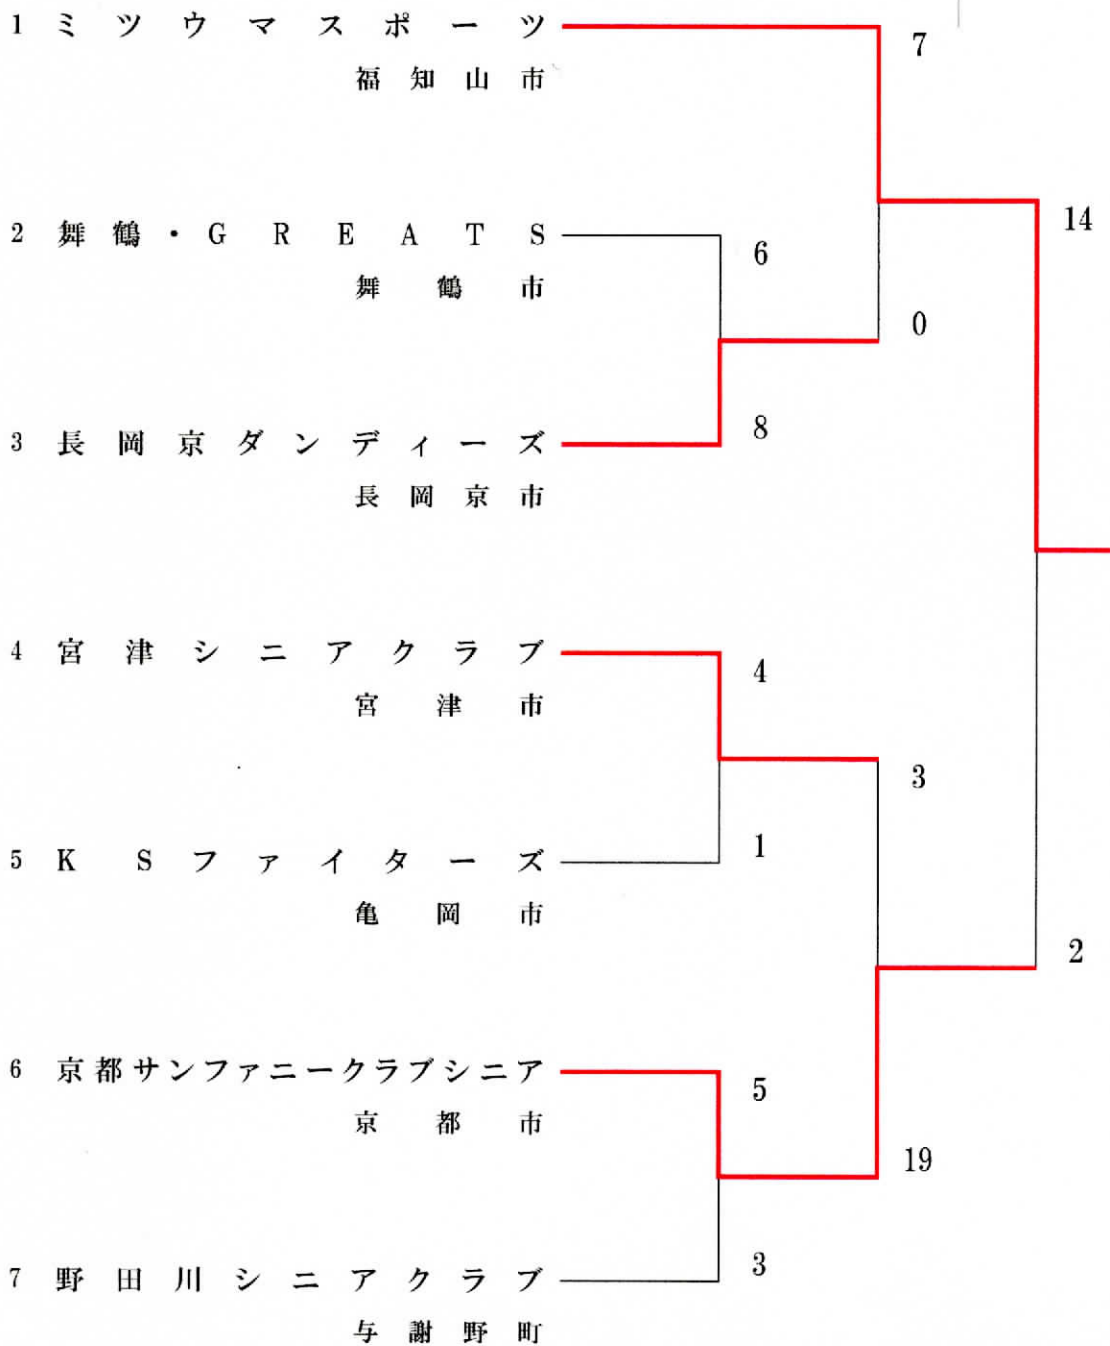 1 ミツウマスポーツ
7
福知山市
14
2 舞鶴・GREATS
6
舞鶴市
0
8
3 長岡京ダンディーズ
長岡京市
4 宮津シニアクラブ
4
宮津市
3
1
5 KSファイターズ
亀岡市
2
6 京都サンファニークラブシニア
5
京都市
19
3
7 野田川シニアクラブ
与謝野町